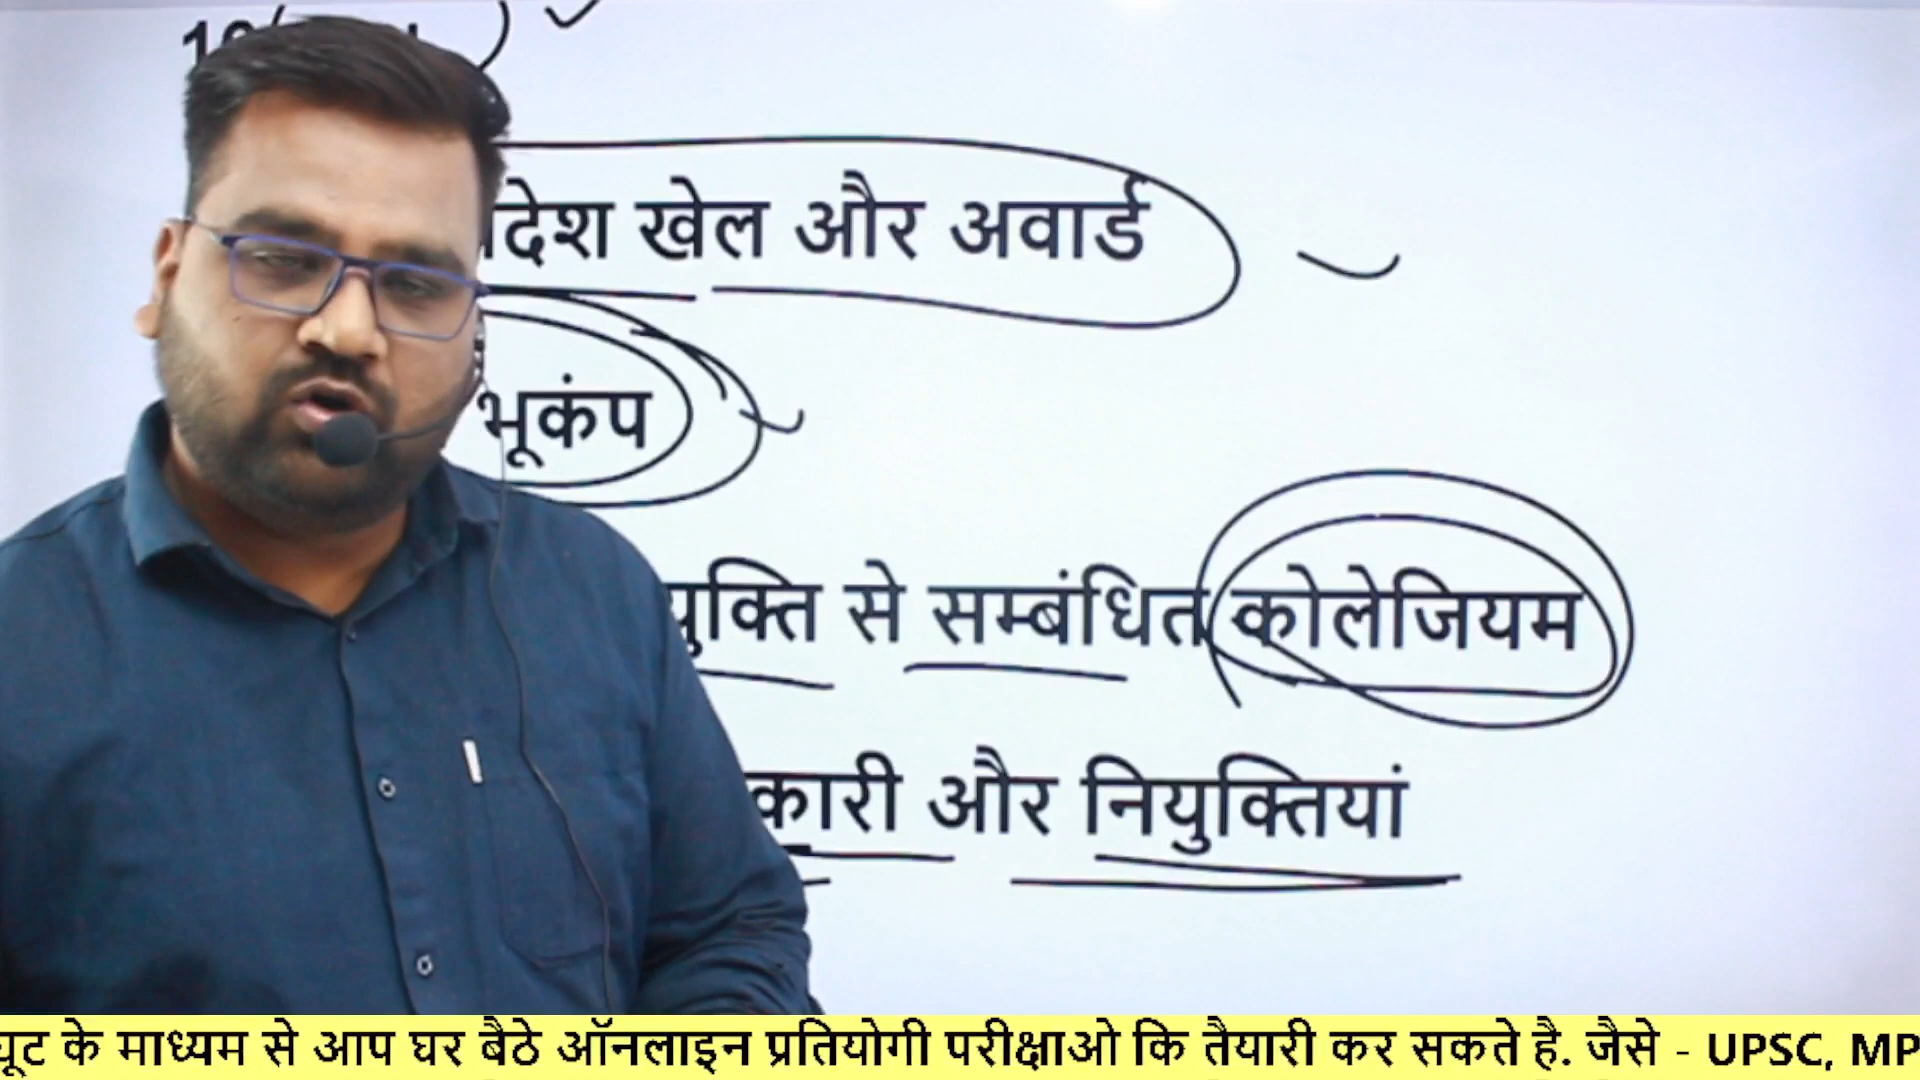 देश खेल और अवार्ड
भूकंप
से सम्बंधित कोलेजियम
और नियुक्तियां
के माध्यम से आप घर बैठे ऑनलाइन प्रतियोगी परीक्षाओ कि तैयारी कर सकते है. जैसे - UPSC, MP